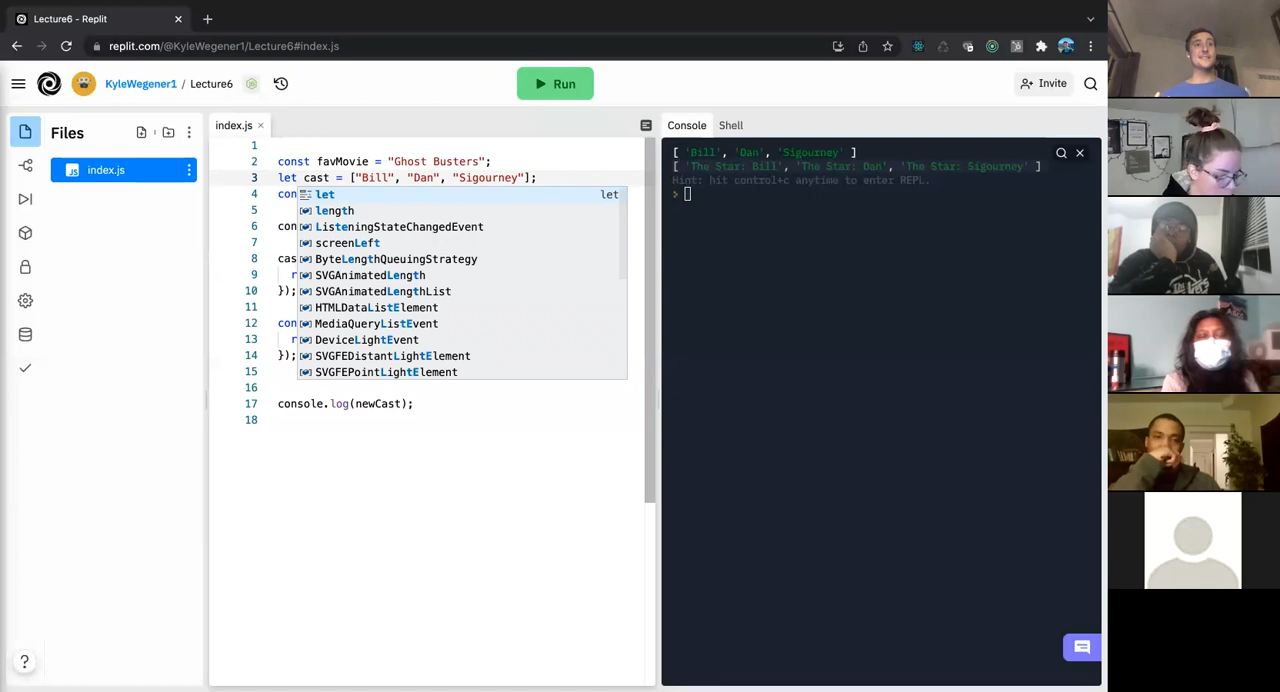 Lecture6 - Replit
replit.com/@KyleWegener1/Lecture6#index.js
KyleWegener1 / Lecture6
Run
Invite
Files
index.js
index.js
1
2 const favMovie = "Ghost Busters";
3 let cast = ["Bill", "Dan", "Sigourney"];
4 con
5
6 con
7
8 cas
9 r
10 });
11
12 con
13 r
14 });
15
16
17 console.log(newCast);
18
let let
length
ListeningStateChangedEvent
screenLeft
ByteLengthQueuingStrategy
SVGAnimatedLength
SVGAnimatedLengthList
HTMLDataListElement
MediaQueryListEvent
DeviceLightEvent
SVGFEDistantLightElement
SVGFEPointLightElement
Console Shell
[ 'Bill', 'Dan', 'Sigourney' ]
[ 'The Star: Bill', 'The Star: Dan', 'The Star: Sigourney' ]
Hint: hit control+c anytime to enter REPL.
>
?